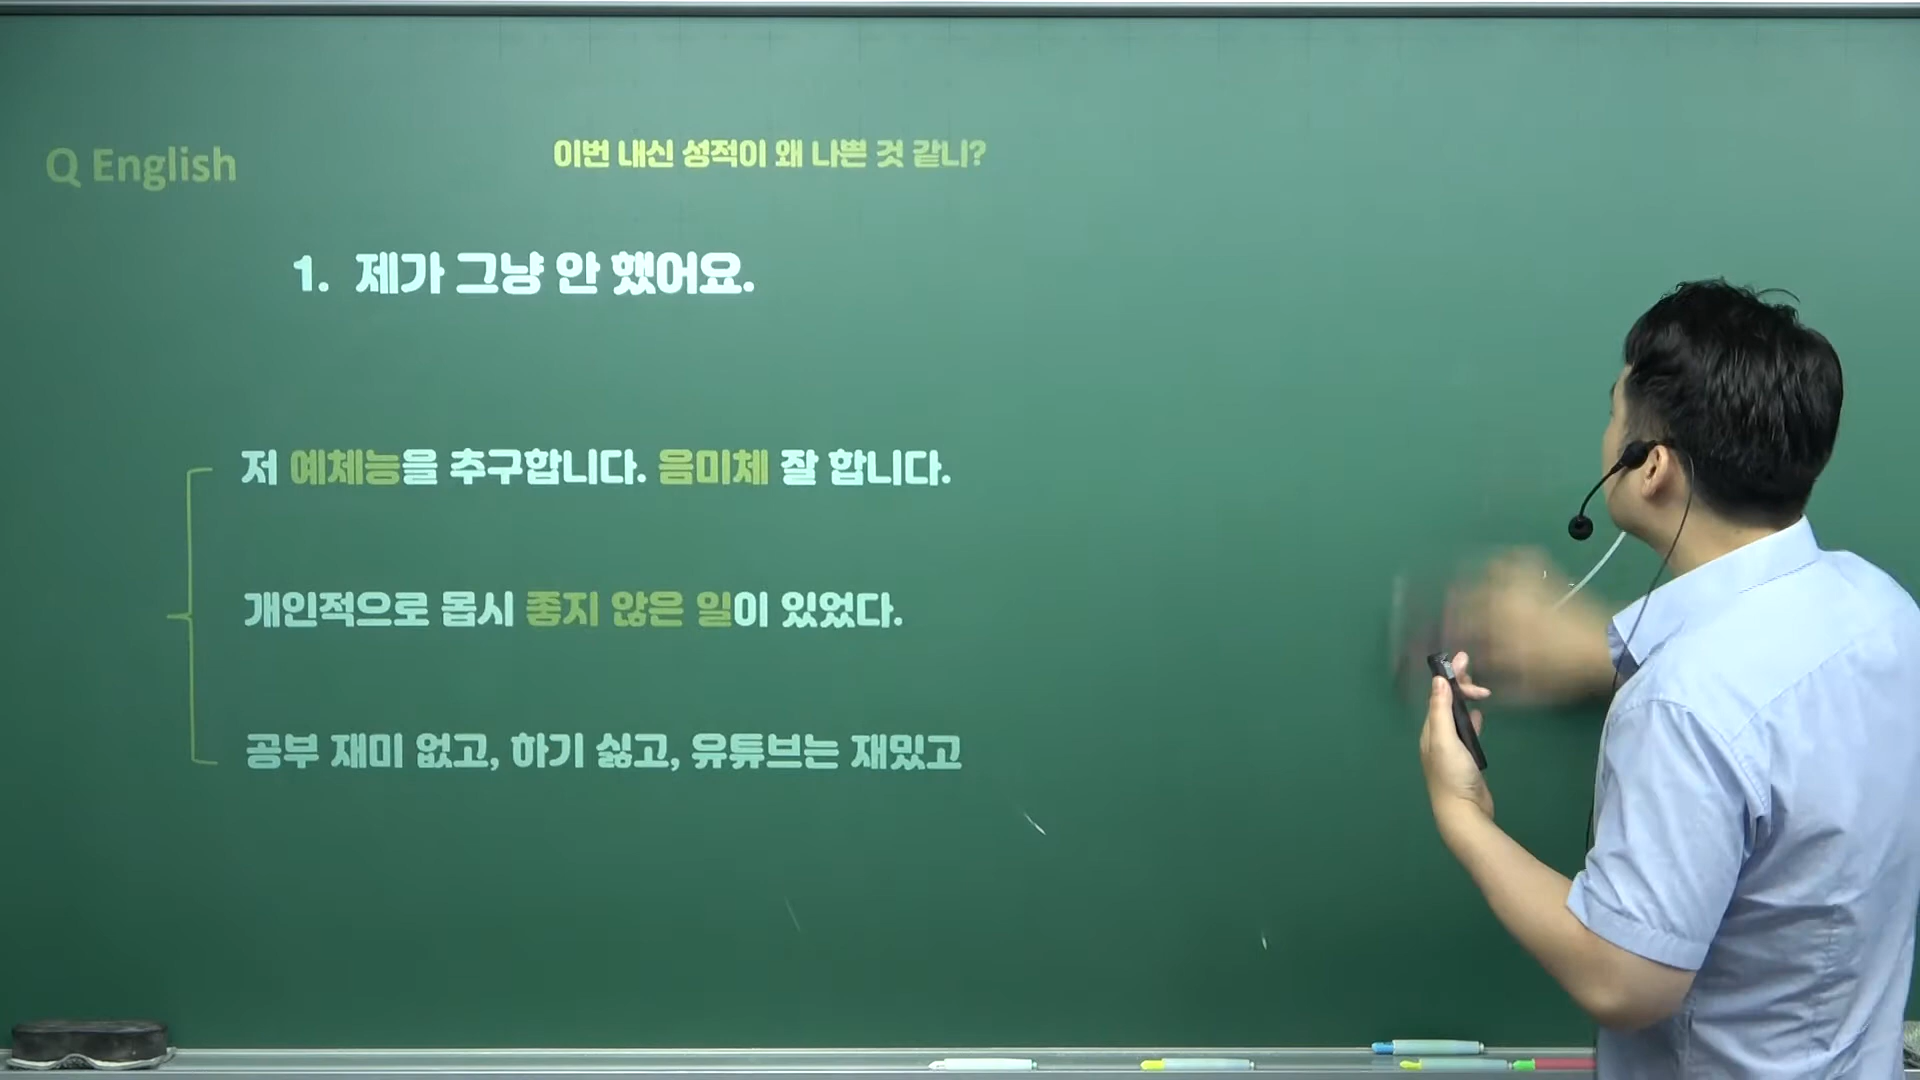 Q English
이번 내신 성적이 왜 나쁜 것 같니?
1. 제가 그냥 안 했어요.
저 예체능을 추구합니다. 음미체 잘 합니다.
개인적으로 몹시 좋지 않은 일이 있었다.
공부 재미 없고, 하기 싫고, 유튜브는 재밌고